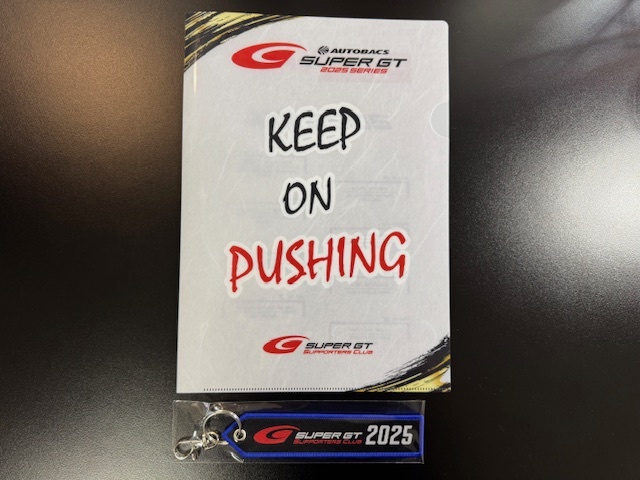 AUTOBACS
SUPER GT
2025 SERIES
KEEP
ON
PUSHING
SUPER GT
SUPPORTERS CLUB
SUPER GT
SUPPORTERS CLUB
2025